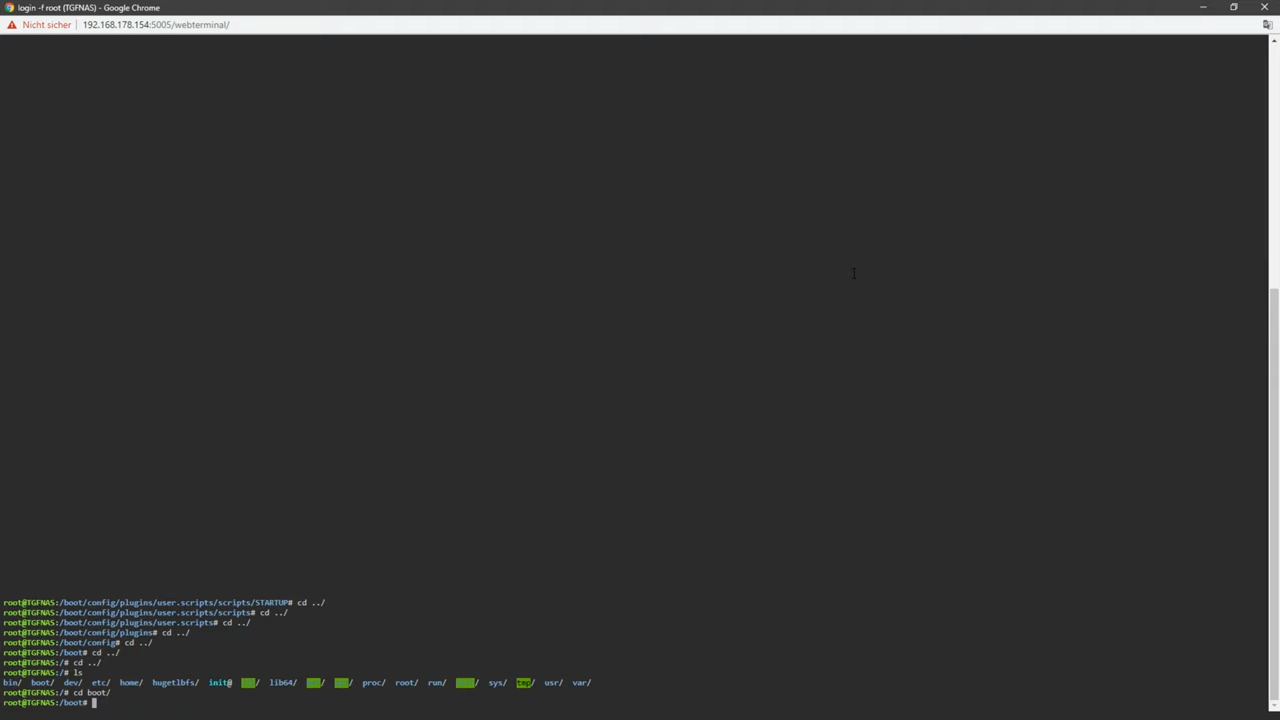 login -f root (TGFNAS) - Google Chrome
Nicht sicher 192.168.178.154:5005/webterminal/
root@TGFNAS:/boot/config/plugins/user.scripts/scripts/STARTUP# cd ../
root@TGFNAS:/boot/config/plugins/user.scripts/scripts# cd ../
root@TGFNAS:/boot/config/plugins/user.scripts# cd ../
root@TGFNAS:/boot/config/plugins# cd ../
root@TGFNAS:/boot/config# cd ../
root@TGFNAS:/boot# cd ../
root@TGFNAS:/# cd ../
root@TGFNAS:/# ls
bin/ boot/ dev/ etc/ home/ hugetlbfs/ init@ / lib64/ / / proc/ root/ run/ / sys/ tmp/ usr/ var/
root@TGFNAS:/# cd boot/
root@TGFNAS:/boot#